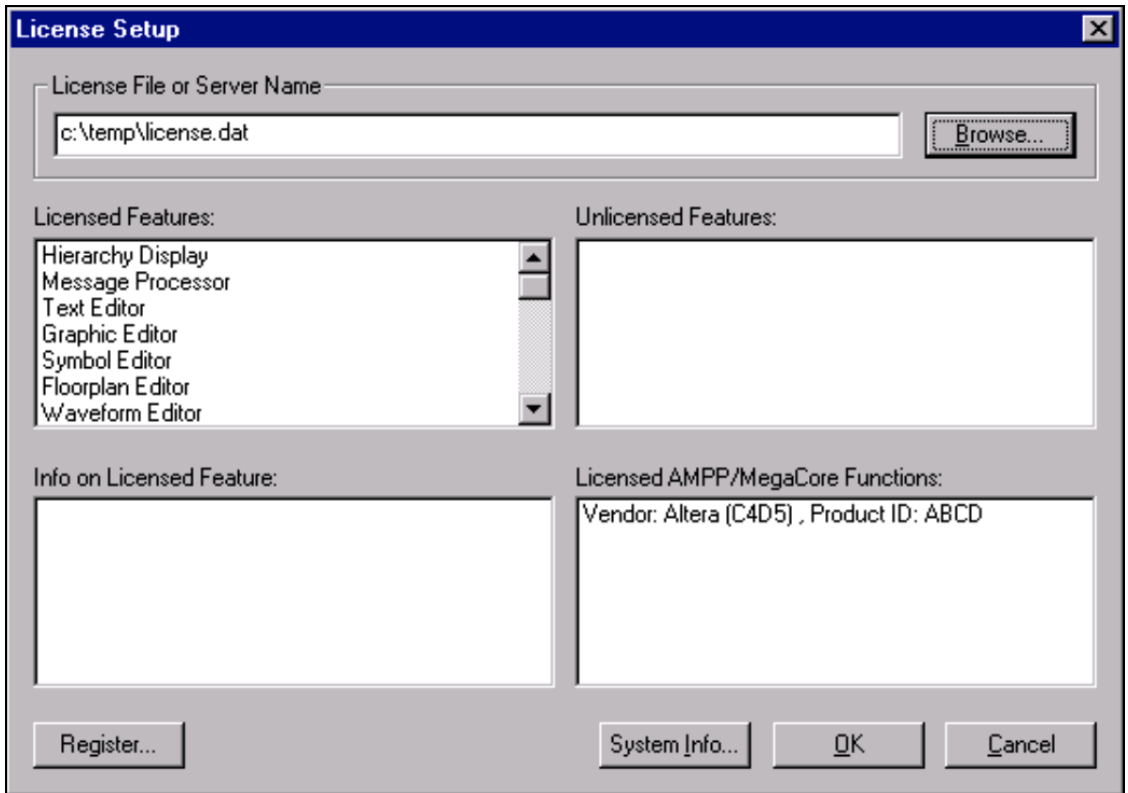 License Setup
License File or Server Name
c:\temp\license.dat
Browse...
Licensed Features:
Hierarchy Display
Message Processor
Text Editor
Graphic Editor
Symbol Editor
Floorplan Editor
Waveform Editor
Unlicensed Features:
Info on Licensed Feature:
Licensed AMPP/MegaCore Functions:
Vendor: Altera (C4D5) , Product ID: ABCD
Register...
System Info...
OK
Cancel